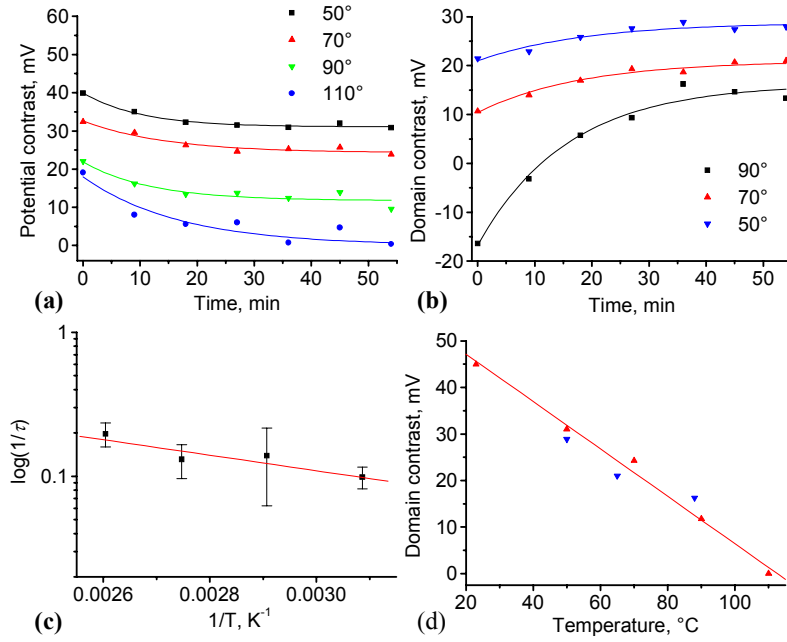 60
50
40
30
20
10
0
Potential contrast, mV
50°
70°
90°
110°
0 10 20 30 40 50
Time, min
(a)
30
20
10
0
-10
-20
Domain contrast, mV
90°
70°
50°
0 10 20 30 40 50
Time, min
(b)
1
0.1
log(1/τ)
0.0026 0.0028 0.0030
1/T, K⁻¹
(c)
50
40
30
20
10
0
Domain contrast, mV
20 40 60 80 100
Temperature, °C
(d)